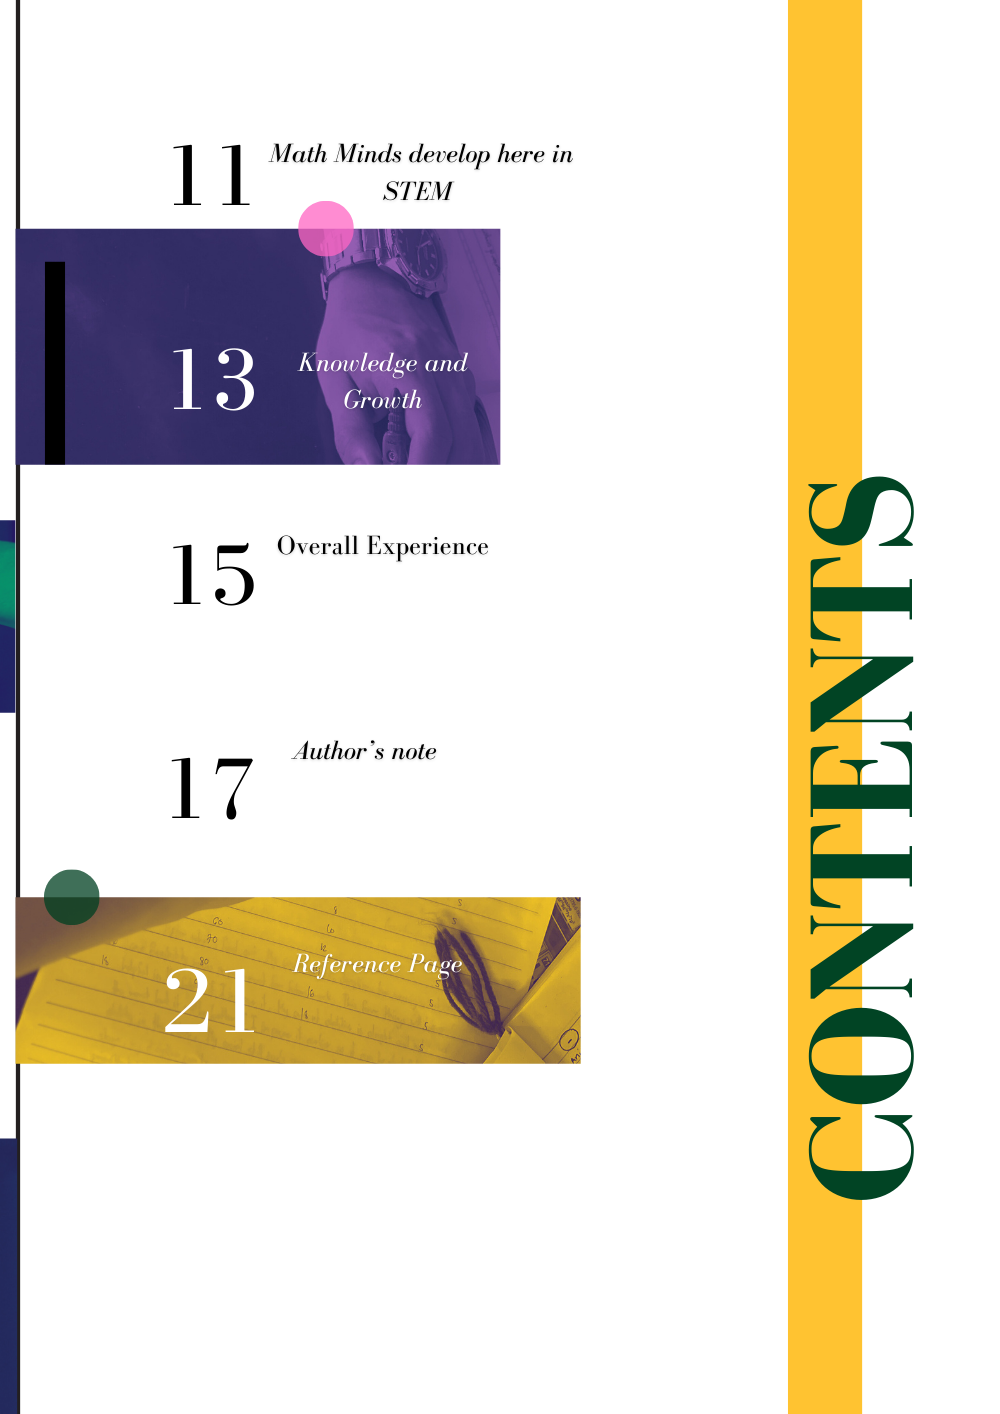 11
Math Minds develop here in
STEM
13
Knowledge and
Growth
15
Overall Experience
17
Author’s note
21
Reference Page
CONTENTS